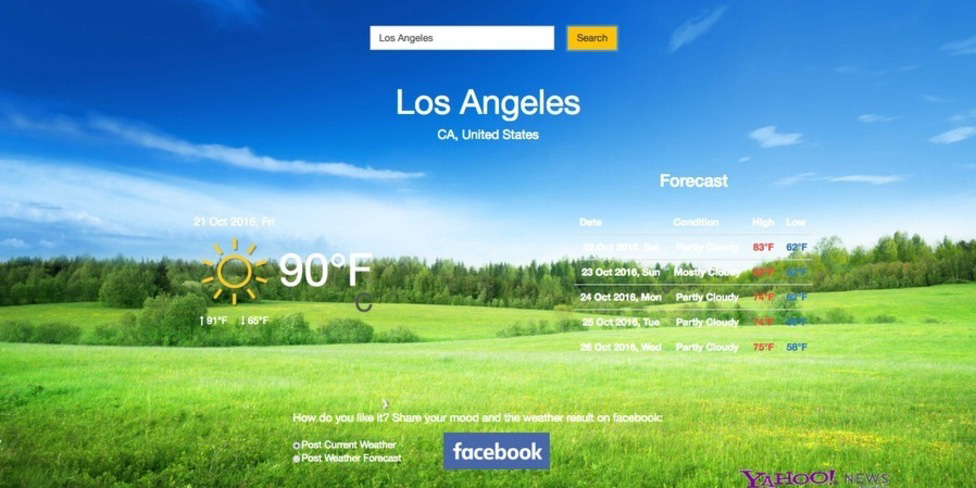 Los Angeles
Search
Los Angeles
CA, United States
Forecast
21 Oct 2016, Fri
90°F
C
↑ 91°F ↓ 65°F
Date Condition High Low
22 Oct 2016, Sat Partly Cloudy 83°F 62°F
23 Oct 2016, Sun Mostly Cloudy
24 Oct 2016, Mon Partly Cloudy 74°F 62°F
25 Oct 2016, Tue Partly Cloudy 74°F
26 Oct 2016, Wed Partly Cloudy 75°F 58°F
How do you like it? Share your mood and the weather result on facebook:
Post Current Weather
Post Weather Forecast
facebook
YAHOO! NEWS